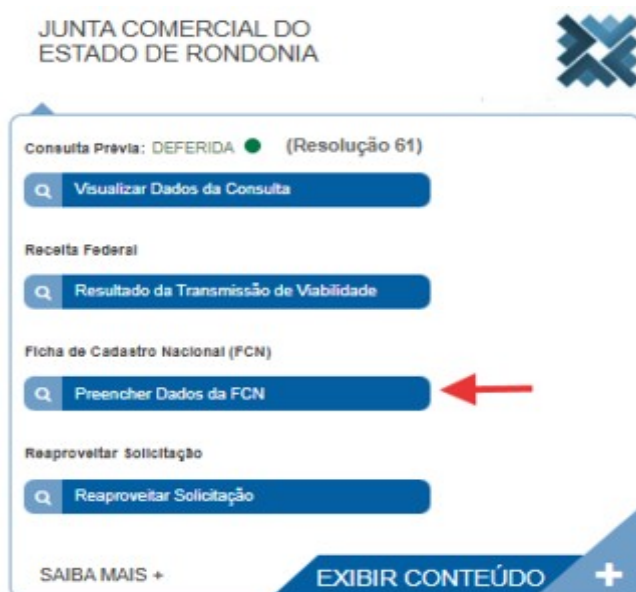 JUNTA COMERCIAL DO
ESTADO DE RONDONIA
Consulta Prévia: DEFERIDA (Resolução 61)
Visualizar Dados da Consulta
Receita Federal
Resultado da Transmissão de Viabilidade
Ficha de Cadastro Nacional (FCN)
Preencher Dados da FCN
Reaproveitar Solicitação
Reaproveitar Solicitação
SAIBA MAIS +
EXIBIR CONTEÚDO +